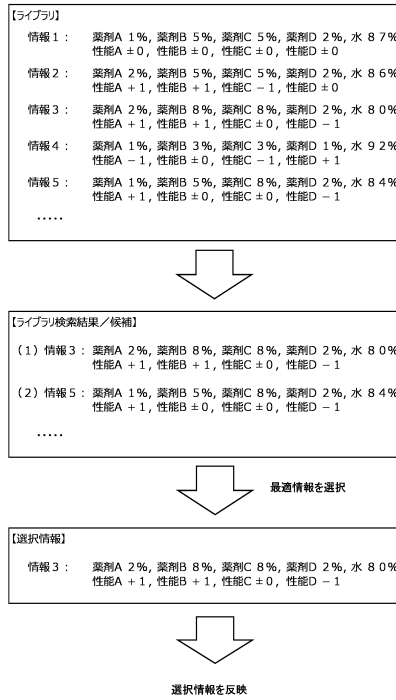 【ライブラリ】
情報1： 薬剤A 1%, 薬剤B 5%, 薬剤C 5%, 薬剤D 2%, 水 87%
性能A ±0, 性能B ±0, 性能C ±0, 性能D ±0
情報2： 薬剤A 2%, 薬剤B 5%, 薬剤C 5%, 薬剤D 2%, 水 86%
性能A +1, 性能B +1, 性能C −1, 性能D ±0
情報3： 薬剤A 2%, 薬剤B 8%, 薬剤C 8%, 薬剤D 2%, 水 80%
性能A +1, 性能B +1, 性能C ±0, 性能D −1
情報4： 薬剤A 1%, 薬剤B 3%, 薬剤C 3%, 薬剤D 1%, 水 92%
性能A −1, 性能B ±0, 性能C −1, 性能D +1
情報5： 薬剤A 1%, 薬剤B 5%, 薬剤C 8%, 薬剤D 2%, 水 84%
性能A +1, 性能B ±0, 性能C ±0, 性能D −1
.....
【ライブラリ検索結果／候補】
(1) 情報3： 薬剤A 2%, 薬剤B 8%, 薬剤C 8%, 薬剤D 2%, 水 80%
性能A +1, 性能B +1, 性能C ±0, 性能D −1
(2) 情報5： 薬剤A 1%, 薬剤B 5%, 薬剤C 8%, 薬剤D 2%, 水 84%
性能A +1, 性能B ±0, 性能C ±0, 性能D −1
.....
最適情報を選択
【選択情報】
情報3： 薬剤A 2%, 薬剤B 8%, 薬剤C 8%, 薬剤D 2%, 水 80%
性能A +1, 性能B +1, 性能C ±0, 性能D −1
選択情報を反映